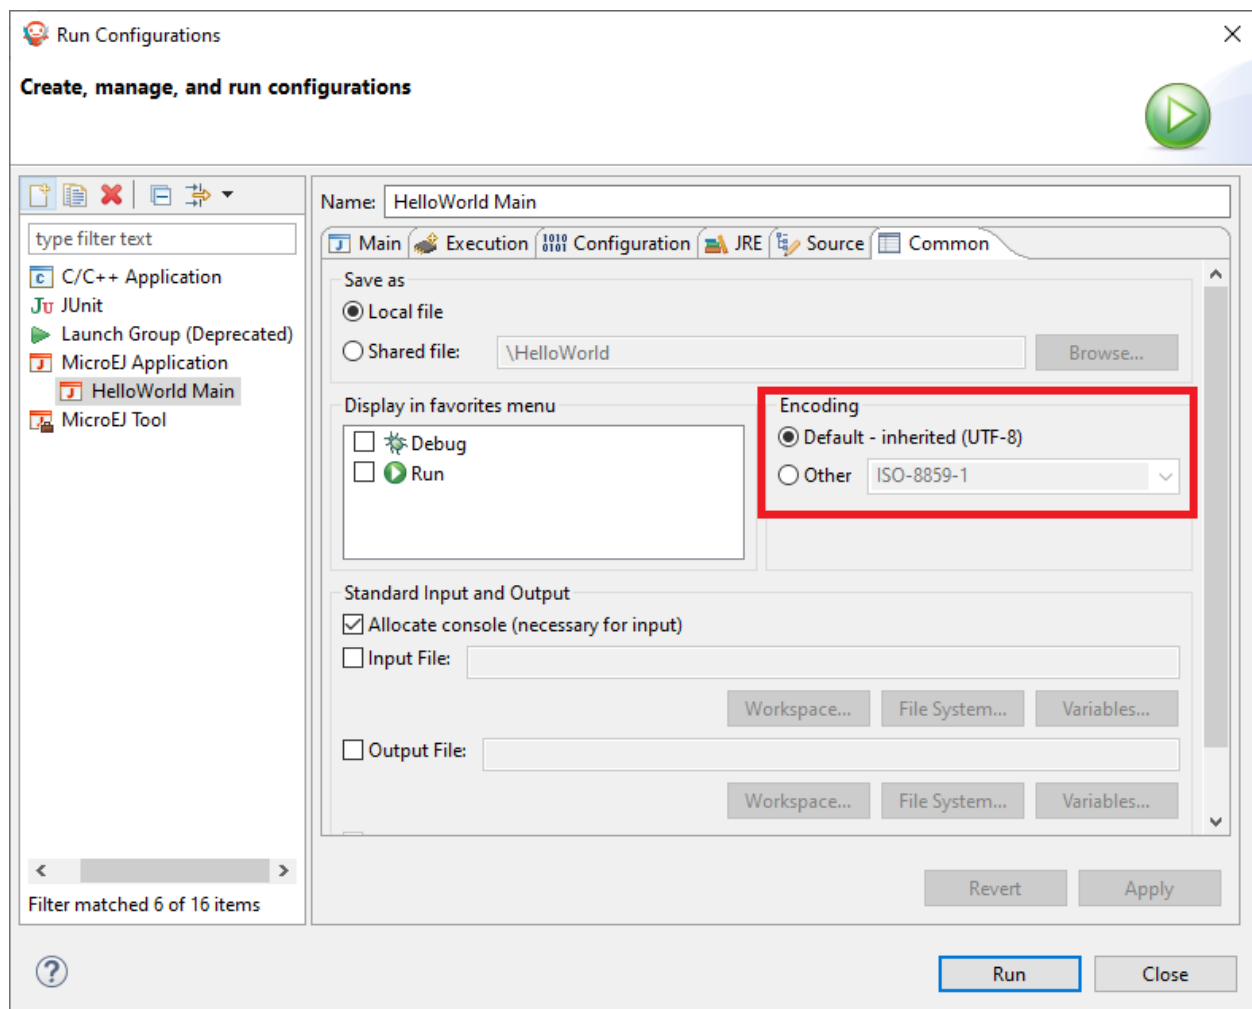 Run Configurations
Create, manage, and run configurations
type filter text
C/C++ Application
JUnit
Launch Group (Deprecated)
MicroEJ Application
HelloWorld Main
MicroEJ Tool
Filter matched 6 of 16 items
Name: HelloWorld Main
Main Execution Configuration JRE Source Common
Save as
Local file
Shared file: \HelloWorld Browse...
Display in favorites menu
Debug
Run
Encoding
Default - inherited (UTF-8)
Other ISO-8859-1
Standard Input and Output
Allocate console (necessary for input)
Input File:
Workspace... File System... Variables...
Output File:
Workspace... File System... Variables...
Revert Apply
Run Close